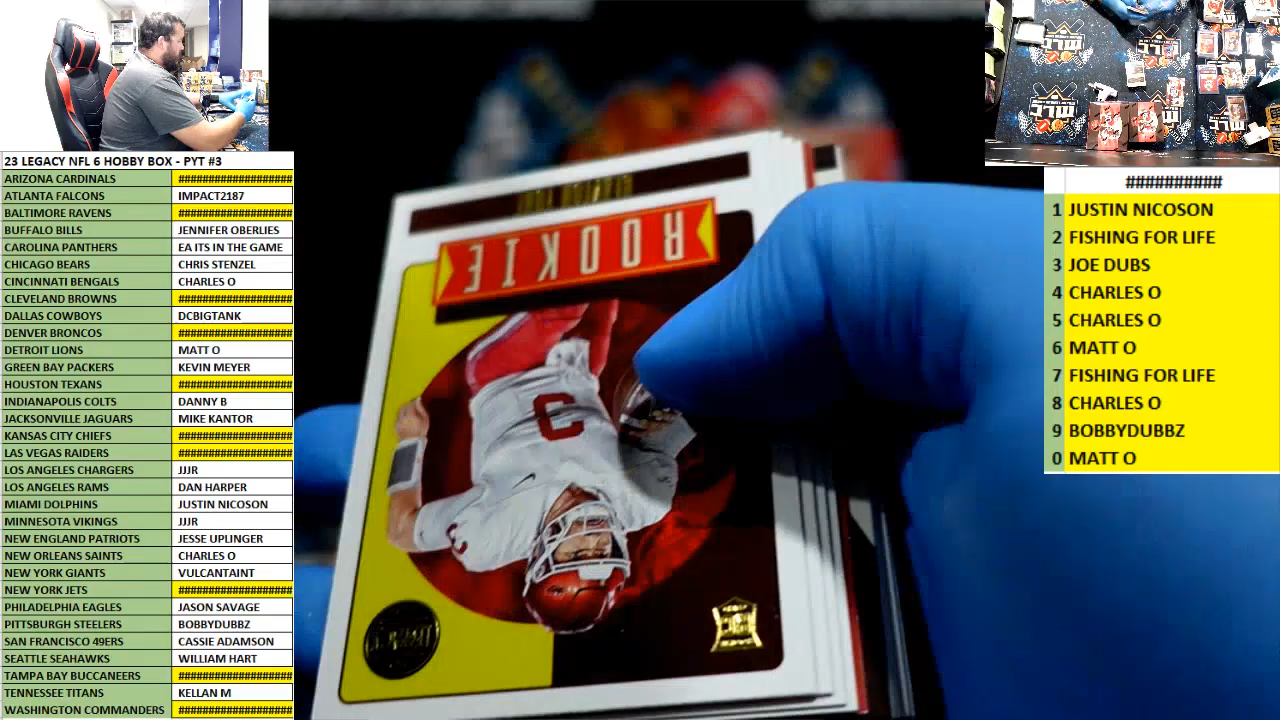 23 LEGACY NFL 6 HOBBY BOX - PYT #3
ARIZONA CARDINALS ###################
ATLANTA FALCONS IMPACT2187
BALTIMORE RAVENS ###################
BUFFALO BILLS JENNIFER OBERLIES
CAROLINA PANTHERS EA ITS IN THE GAME
CHICAGO BEARS CHRIS STENZEL
CINCINNATI BENGALS CHARLES O
CLEVELAND BROWNS ###################
DALLAS COWBOYS DCBIGTANK
DENVER BRONCOS ###################
DETROIT LIONS MATT O
GREEN BAY PACKERS KEVIN MEYER
HOUSTON TEXANS ###################
INDIANAPOLIS COLTS DANNY B
JACKSONVILLE JAGUARS MIKE KANTOR
KANSAS CITY CHIEFS ###################
LAS VEGAS RAIDERS ###################
LOS ANGELES CHARGERS JJJR
LOS ANGELES RAMS DAN HARPER
MIAMI DOLPHINS JUSTIN NICOSON
MINNESOTA VIKINGS JJJR
NEW ENGLAND PATRIOTS JESSE UPLINGER
NEW ORLEANS SAINTS CHARLES O
NEW YORK GIANTS VULCANTAINT
NEW YORK JETS ###################
PHILADELPHIA EAGLES JASON SAVAGE
PITTSBURGH STEELERS BOBBYDUBBZ
SAN FRANCISCO 49ERS CASSIE ADAMSON
SEATTLE SEAHAWKS WILLIAM HART
TAMPA BAY BUCCANEERS ###################
TENNESSEE TITANS KELLAN M
WASHINGTON COMMANDERS ###################
ROOKIE
C
##########
1 JUSTIN NICOSON
2 FISHING FOR LIFE
3 JOE DUBS
4 CHARLES O
5 CHARLES O
6 MATT O
7 FISHING FOR LIFE
8 CHARLES O
9 BOBBYDUBBZ
0 MATT O